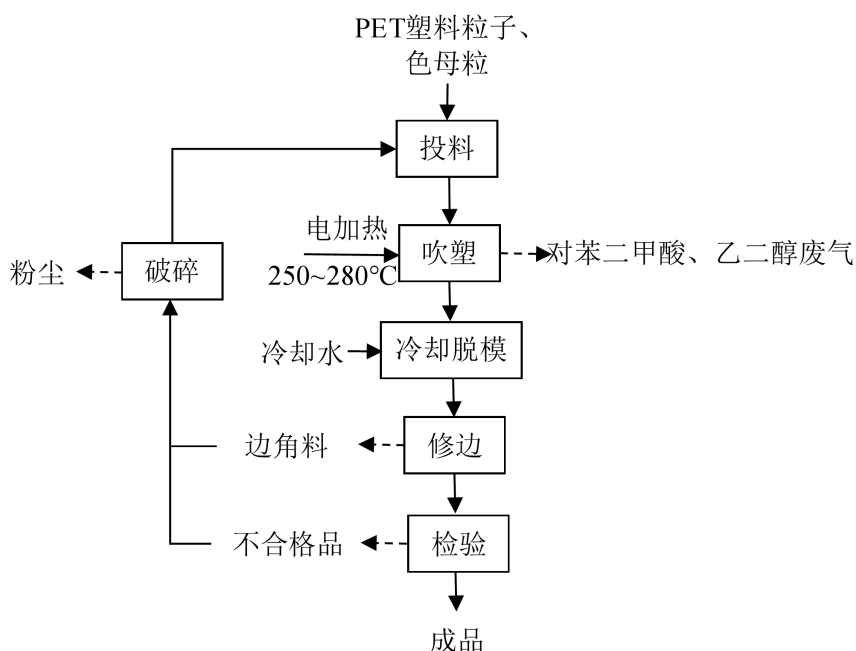 PET塑料粒子、
色母粒
投料
电加热
250~280℃
吹塑
对苯二甲酸、乙二醇废气
粉尘
破碎
冷却水
冷却脱模
边角料
修边
不合格品
检验
成品